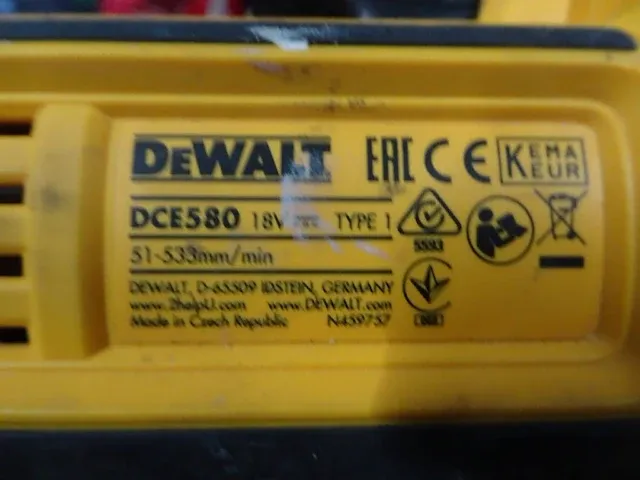 DEWALT
EAC CE KEMA KEUR
DCE580 18V TYPE 1
51-533mm/min
5593
DEWALT, D-65509 IDSTEIN, GERMANY
www.2helpU.com www.DEWALT.com
Made in Czech Republic N459757